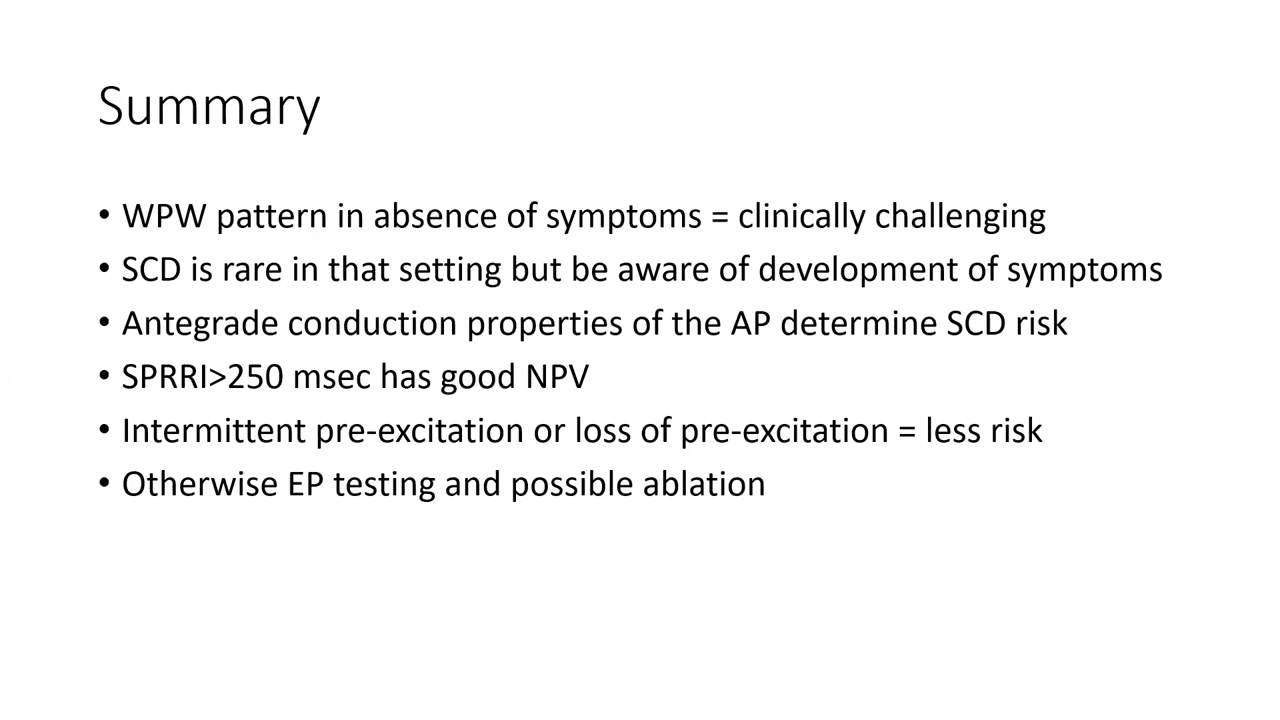 Summary
• WPW pattern in absence of symptoms = clinically challenging
• SCD is rare in that setting but be aware of development of symptoms
• Antegrade conduction properties of the AP determine SCD risk
• SPRRI>250 msec has good NPV
• Intermittent pre-excitation or loss of pre-excitation = less risk
• Otherwise EP testing and possible ablation